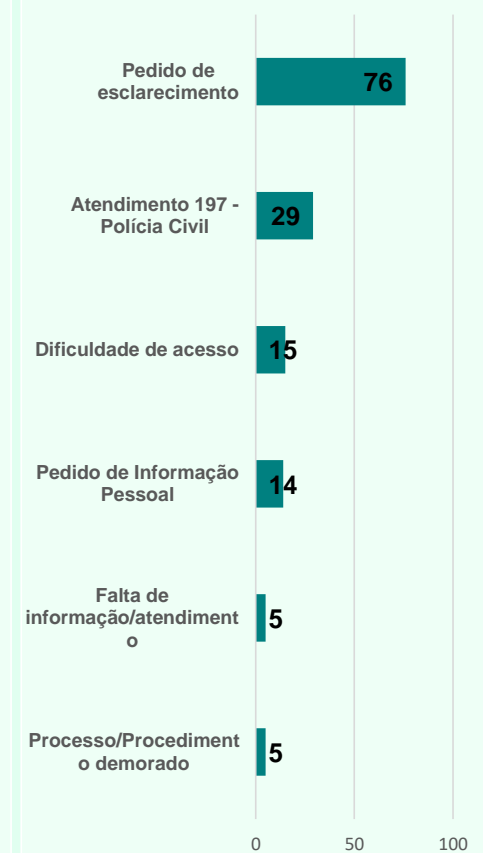 Pedido de
esclarecimento
76
Atendimento 197 -
Polícia Civil
29
Dificuldade de acesso
15
Pedido de Informação
Pessoal
14
Falta de
informação/atendiment
o
5
Processo/Procediment
o demorado
5
0 50 100